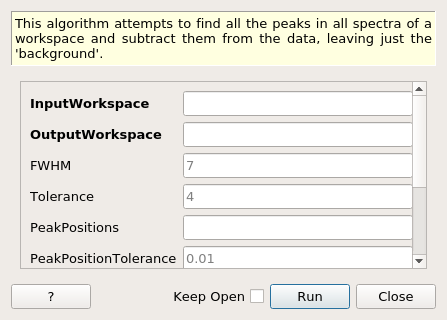 This algorithm attempts to find all the peaks in all spectra of a
workspace and subtract them from the data, leaving just the
'background'.
InputWorkspace
OutputWorkspace
FWHM 7
Tolerance 4
PeakPositions
PeakPositionTolerance 0.01
? Keep Open Run Close